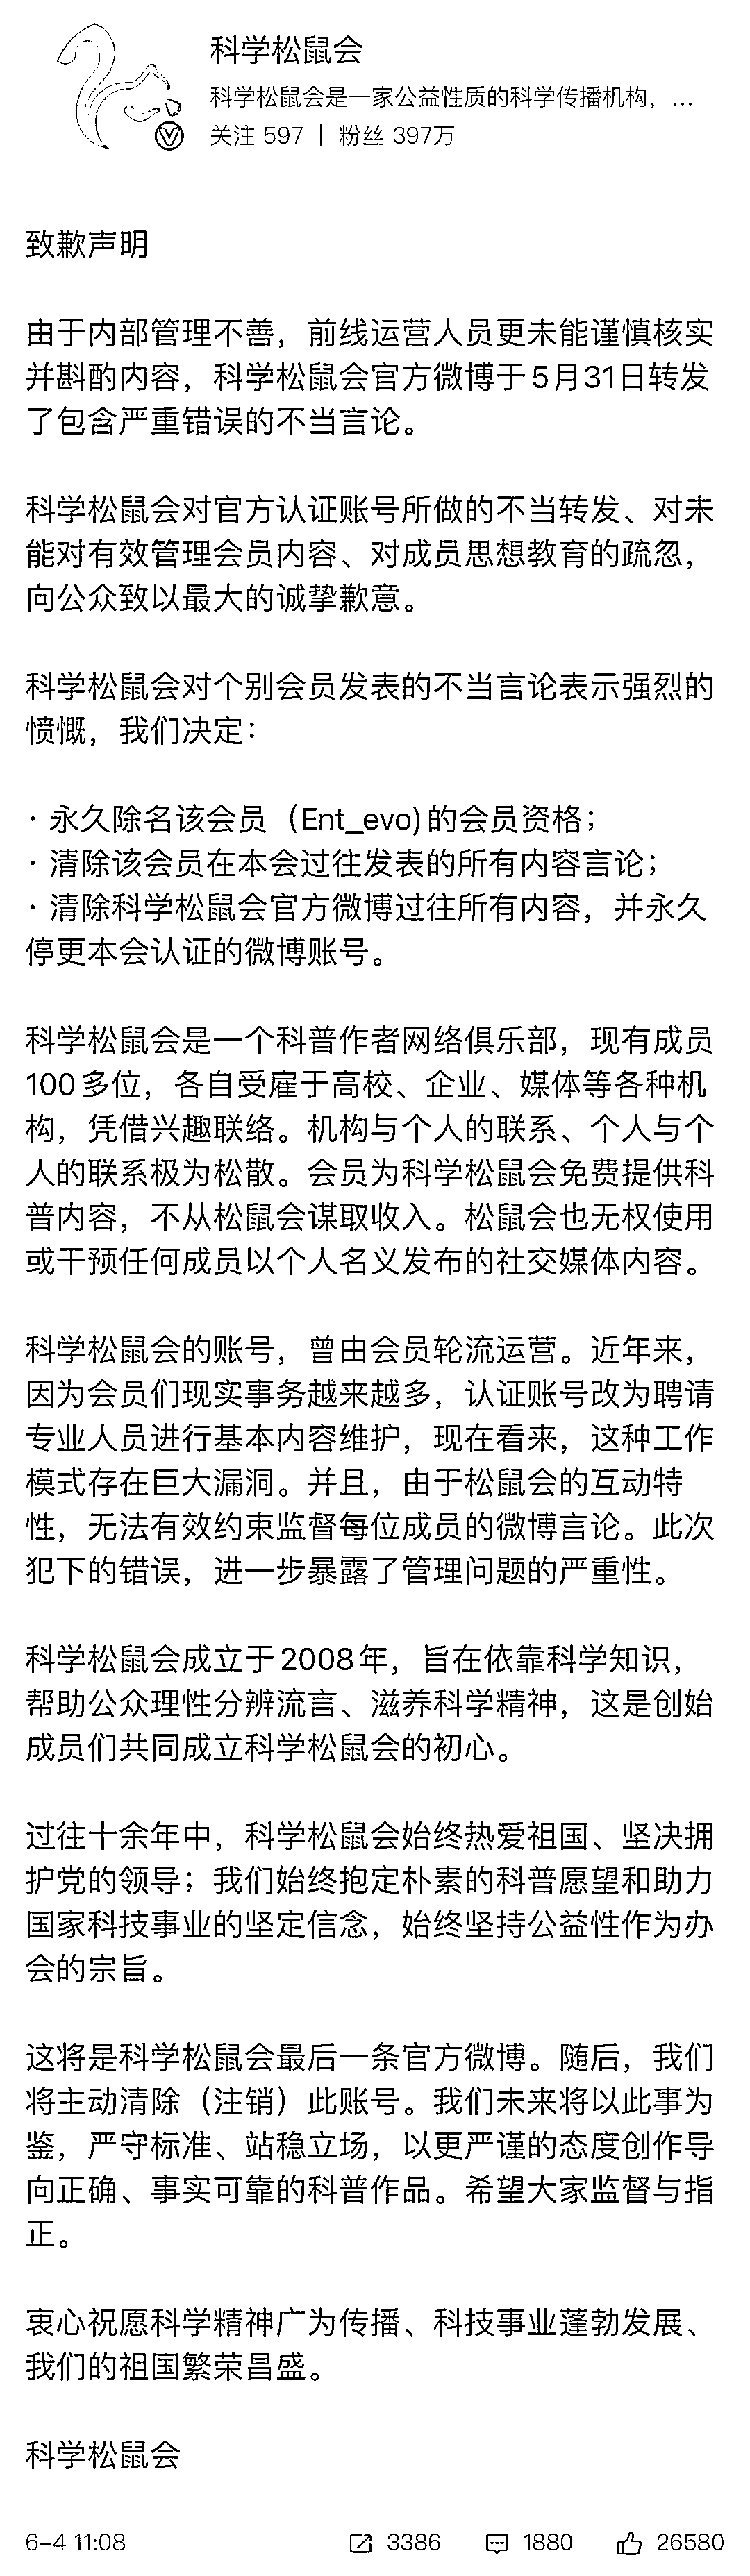 科学松鼠会
科学松鼠会是一家公益性质的科学传播机构，...
关注 597 | 粉丝 397万
致歉声明
由于内部管理不善，前线运营人员更未能谨慎核实
并斟酌内容，科学松鼠会官方微博于5月31日转发
了包含严重错误的不当言论。
科学松鼠会对官方认证账号所做的不当转发、对未
能对有效管理会员内容、对成员思想教育的疏忽，
向公众致以最大的诚挚歉意。
科学松鼠会对个别会员发表的不当言论表示强烈的
愤慨，我们决定：
· 永久除名该会员（Ent_evo)的会员资格；
· 清除该会员在本会过往发表的所有内容言论；
· 清除科学松鼠会官方微博过往所有内容，并永久
停更本会认证的微博账号。
科学松鼠会是一个科普作者网络俱乐部，现有成员
100多位，各自受雇于高校、企业、媒体等各种机
构，凭借兴趣联络。机构与个人的联系、个人与个
人的联系极为松散。会员为科学松鼠会免费提供科
普内容，不从松鼠会谋取收入。松鼠会也无权使用
或干预任何成员以个人名义发布的社交媒体内容。
科学松鼠会的账号，曾由会员轮流运营。近年来，
因为会员们现实事务越来越多，认证账号改为聘请
专业人员进行基本内容维护，现在看来，这种工作
模式存在巨大漏洞。并且，由于松鼠会的互动特
性，无法有效约束监督每位成员的微博言论。此次
犯下的错误，进一步暴露了管理问题的严重性。
科学松鼠会成立于2008年，旨在依靠科学知识，
帮助公众理性分辨流言、滋养科学精神，这是创始
成员们共同成立科学松鼠会的初心。
过往十余年中，科学松鼠会始终热爱祖国、坚决拥
护党的领导；我们始终抱定朴素的科普愿望和助力
国家科技事业的坚定信念，始终坚持公益性作为办
会的宗旨。
这将是科学松鼠会最后一条官方微博。随后，我们
将主动清除（注销）此账号。我们未来将以此事为
鉴，严守标准、站稳立场，以更严谨的态度创作导
向正确、事实可靠的科普作品。希望大家监督与指
正。
衷心祝愿科学精神广为传播、科技事业蓬勃发展、
我们的祖国繁荣昌盛。
科学松鼠会
6-4 11:08 3386 1880 26580